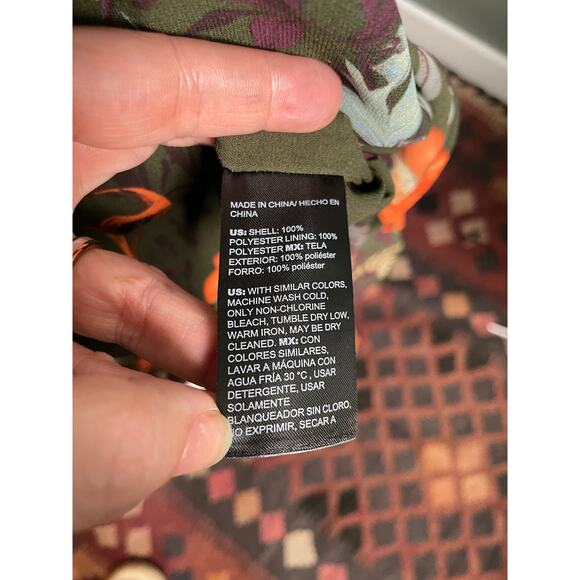 MADE IN CHINA/ HECHO EN
CHINA
US: SHELL: 100%
POLYESTER LINING: 100%
POLYESTER MX: TELA
EXTERIOR: 100% poliéster
FORRO: 100% poliéster
US: WITH SIMILAR COLORS,
MACHINE WASH COLD,
ONLY NON-CHLORINE
BLEACH, TUMBLE DRY LOW,
WARM IRON, MAY BE DRY
CLEANED. MX: CON
COLORES SIMILARES,
LAVAR A MÁQUINA CON
AGUA FRÍA 30 °C , USAR
DETERGENTE, USAR
SOLAMENTE
BLANQUEADOR SIN CLORO,
NO EXPRIMIR, SECAR A